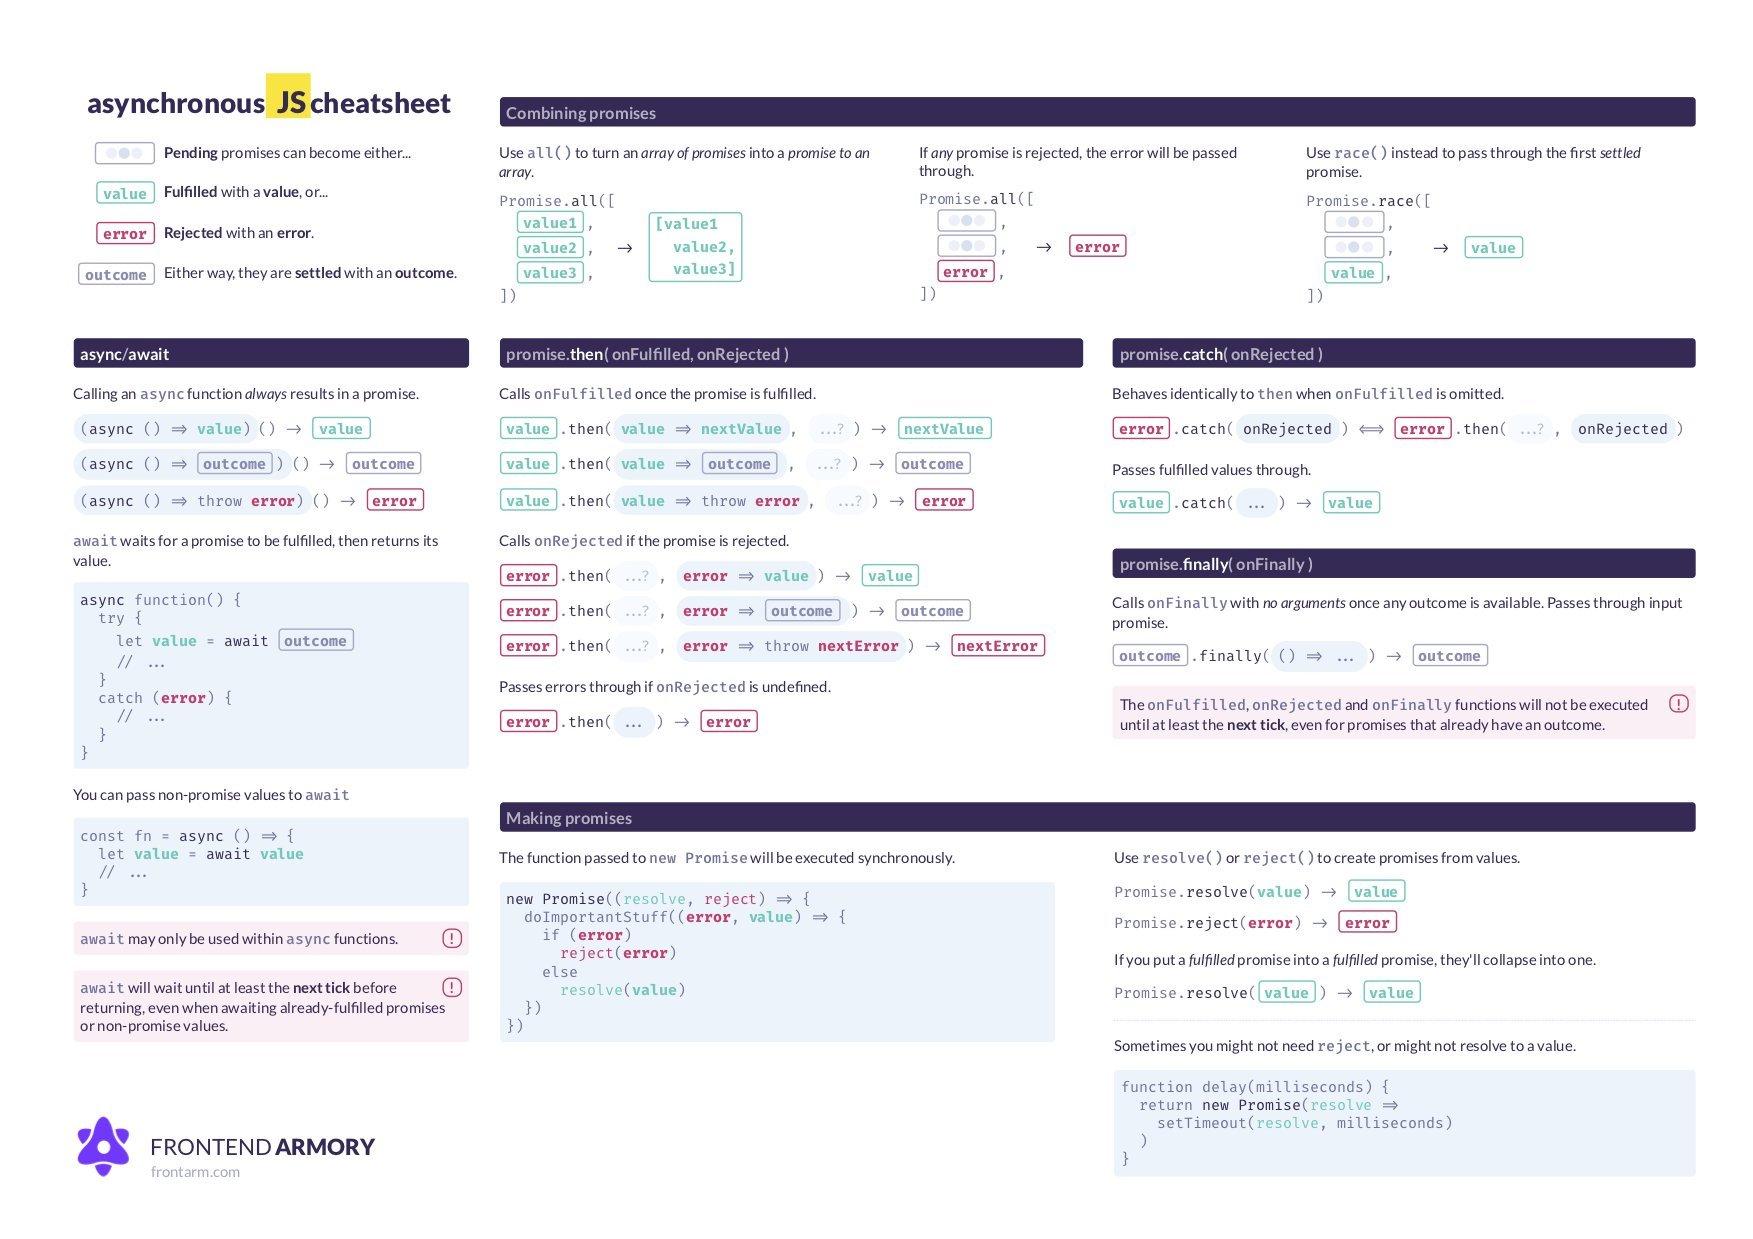 asynchronous JS cheatsheet
Pending promises can become either...
value Fulfilled with a value, or...
error Rejected with an error.
outcome Either way, they are settled with an outcome.
Combining promises
Use all() to turn an array of promises into a promise to an
array.
Promise.all([
value1 ,
value2 ,
value3 ,
])
→
[value1
value2,
value3]
If any promise is rejected, the error will be passed
through.
Promise.all([
,
,
error ,
])
→ error
Use race() instead to pass through the first settled
promise.
Promise.race([
,
,
value ,
])
→ value
async/await
Calling an async function always results in a promise.
(async () => value)() → value
(async () => outcome )() → outcome
(async () => throw error)() → error
await waits for a promise to be fulfilled, then returns its
value.
async function() {
try {
let value = await outcome
// ...
}
catch (error) {
// ...
}
}
You can pass non-promise values to await
const fn = async () => {
let value = await value
// ...
}
await may only be used within async functions. !
await will wait until at least the next tick before !
returning, even when awaiting already-fulfilled promises
or non-promise values.
promise.then( onFulfilled, onRejected )
Calls onFulfilled once the promise is fulfilled.
value .then( value => nextValue, ...? ) → nextValue
value .then( value => outcome , ...? ) → outcome
value .then( value => throw error, ...? ) → error
Calls onRejected if the promise is rejected.
error .then( ...? , error => value ) → value
error .then( ...? , error => outcome ) → outcome
error .then( ...? , error => throw nextError ) → nextError
Passes errors through if onRejected is undefined.
error .then( ... ) → error
promise.catch( onRejected )
Behaves identically to then when onFulfilled is omitted.
error .catch( onRejected ) <=> error .then( ...? , onRejected )
Passes fulfilled values through.
value .catch( ... ) → value
promise.finally( onFinally )
Calls onFinally with no arguments once any outcome is available. Passes through input
promise.
outcome .finally( () => ... ) → outcome
The onFulfilled, onRejected and onFinally functions will not be executed !
until at least the next tick, even for promises that already have an outcome.
Making promises
The function passed to new Promise will be executed synchronously.
new Promise((resolve, reject) => {
doImportantStuff((error, value) => {
if (error)
reject(error)
else
resolve(value)
})
})
Use resolve() or reject() to create promises from values.
Promise.resolve(value) → value
Promise.reject(error) → error
If you put a fulfilled promise into a fulfilled promise, they'll collapse into one.
Promise.resolve( value ) → value
Sometimes you might not need reject, or might not resolve to a value.
function delay(milliseconds) {
return new Promise(resolve =>
setTimeout(resolve, milliseconds)
)
}
FRONTEND ARMORY
frontarm.com